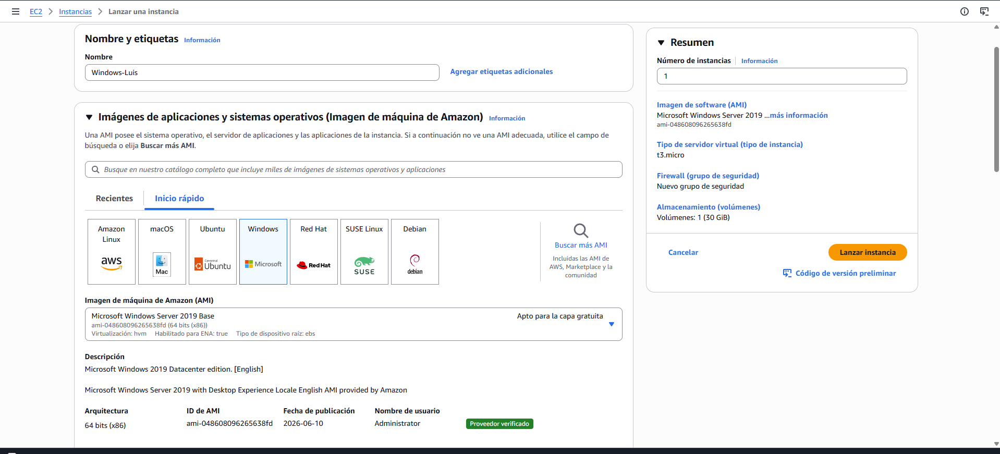 EC2
Instancias
Lanzar una instancia
Nombre y etiquetas Información
Nombre
Windows-Luis
Agregar etiquetas adicionales
Imágenes de aplicaciones y sistemas operativos (Imagen de máquina de Amazon) Información
Una AMI posee el sistema operativo, el servidor de aplicaciones y las aplicaciones de la instancia. Si a continuación no ve una AMI adecuada, utilice el campo de
búsqueda o elija Buscar más AMI.
Busque en nuestro catálogo completo que incluye miles de imágenes de sistemas operativos y aplicaciones
Recientes
Inicio rápido
Amazon
Linux
aws
macOS
Mac
Ubuntu
Canonical
Ubuntu
Windows
Microsoft
Red Hat
Red Hat
SUSE Linux
SUSE
Debian
debian
Buscar más AMI
Incluidas las AMI de
AWS, Marketplace y la
comunidad
Imagen de máquina de Amazon (AMI)
Microsoft Windows Server 2019 Base
Apto para la capa gratuita
ami-048608096265638fd (64 bits (x86))
Virtualización: hvm Habilitado para ENA: true Tipo de dispositivo raíz: ebs
Descripción
Microsoft Windows 2019 Datacenter edition. [English]
Microsoft Windows Server 2019 with Desktop Experience Locale English AMI provided by Amazon
Arquitectura
64 bits (x86)
ID de AMI
ami-048608096265638fd
Fecha de publicación
2026-06-10
Nombre de usuario
Administrator
Proveedor verificado
Resumen
Número de instancias
Información
1
Imagen de software (AMI)
Microsoft Windows Server 2019 ...más información
ami-048608096265638fd
Tipo de servidor virtual (tipo de instancia)
t3.micro
Firewall (grupo de seguridad)
Nuevo grupo de seguridad
Almacenamiento (volúmenes)
Volúmenes: 1 (30 GiB)
Cancelar
Lanzar instancia
Código de versión preliminar